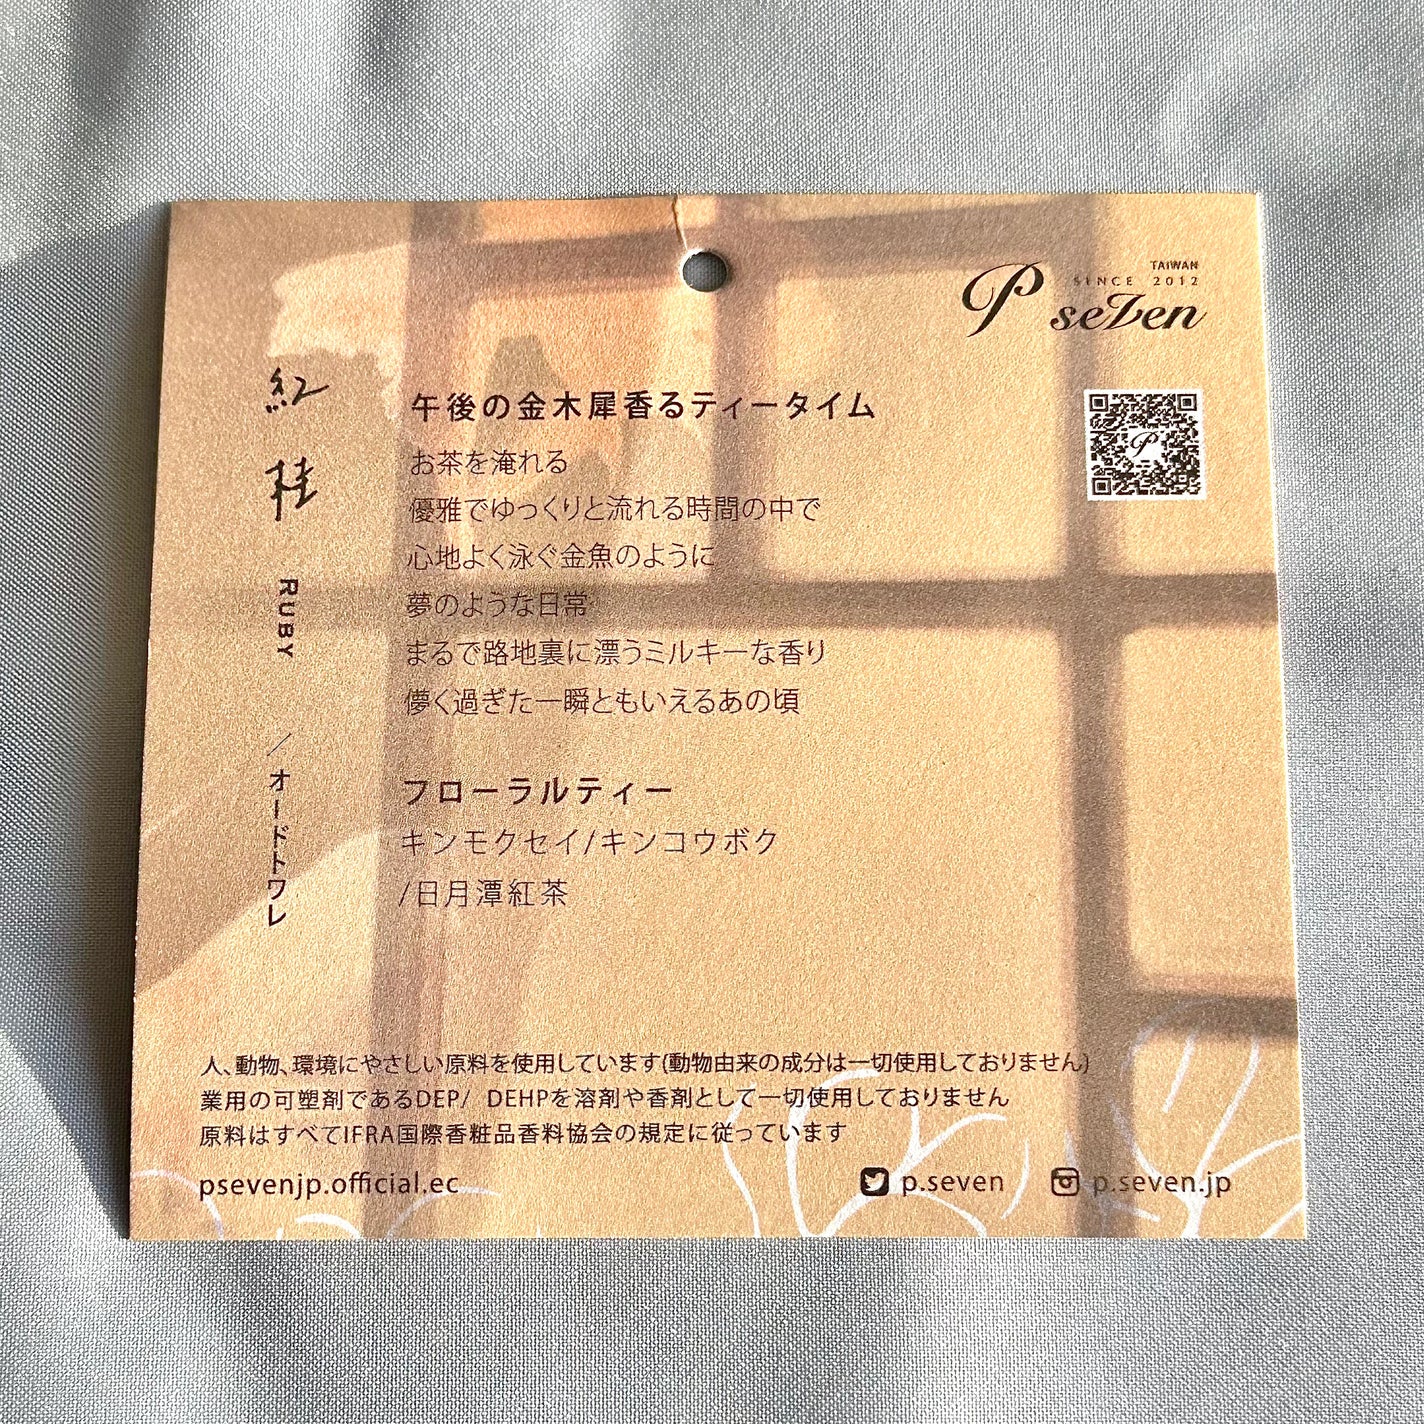 TAIWAN
SINCE 2012
P seven
紅桂 RUBY ／オードトワレ
午後の金木犀香るティータイム
お茶を淹れる
優雅でゆっくりと流れる時間の中で
心地よく泳ぐ金魚のように
夢のような日常
まるで路地裏に漂うミルキーな香り
儚く過ぎた一瞬ともいえるあの頃
フローラルティー
キンモクセイ/キンコウボク
/日月潭紅茶
人、動物、環境にやさしい原料を使用しています(動物由来の成分は一切使用しておりません)
業用の可塑剤であるDEP/ DEHPを溶剤や香剤として一切使用しておりません
原料はすべてIFRA国際香粧品香料協会の規定に従っています
psevenjp.official.ec
p.seven
p.seven.jp